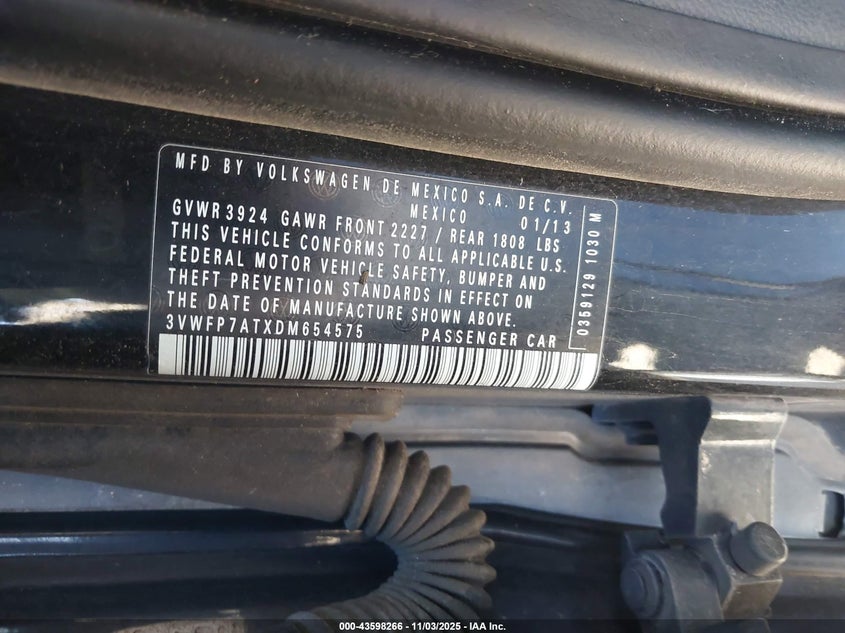 MFD BY VOLKSWAGEN DE MEXICO S.A. DE C.V.
MEXICO 01/13
GVWR 3924 GAWR FRONT 2227 / REAR 1808 LBS
THIS VEHICLE CONFORMS TO ALL APPLICABLE U.S.
FEDERAL MOTOR VEHICLE SAFETY, BUMPER AND
THEFT PREVENTION STANDARDS IN EFFECT ON
THE DATE OF MANUFACTURE SHOWN ABOVE.
3VWFP7ATXDM654575 PASSENGER CAR
0359129 1030 M
000-43598266 - 11/03/2025 - IAA Inc.